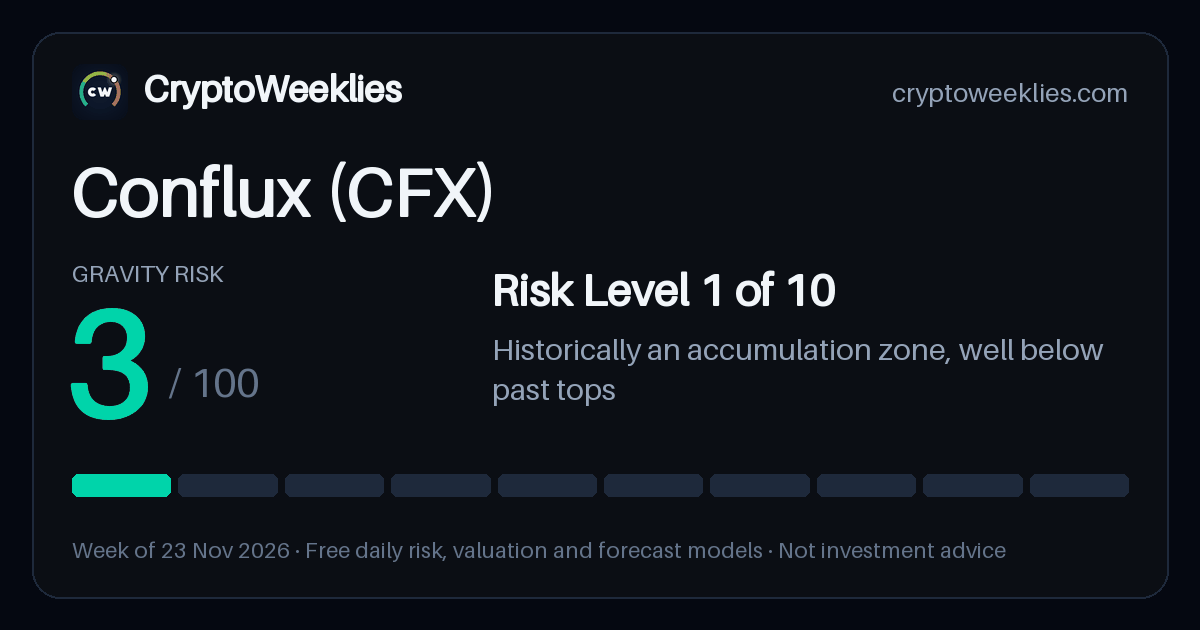 CW
CryptoWeeklies
cryptoweeklies.com
Conflux (CFX)
GRAVITY RISK
3 / 100
Risk Level 1 of 10
Historically an accumulation zone, well below
past tops
Week of 23 Nov 2026 · Free daily risk, valuation and forecast models · Not investment advice